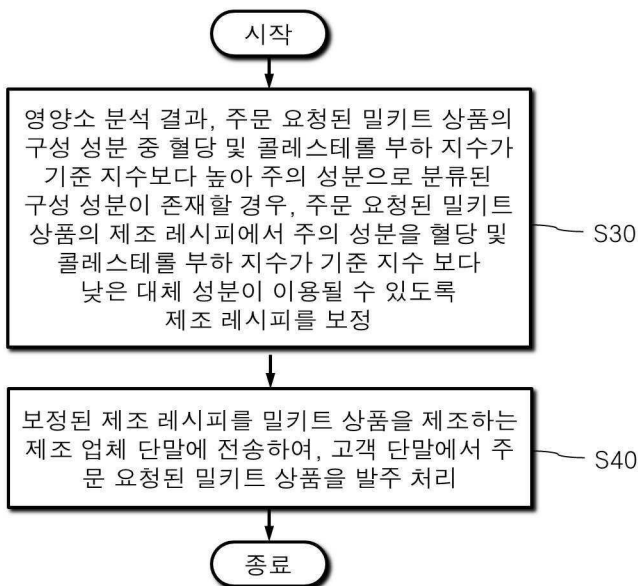 시작
영양소 분석 결과, 주문 요청된 밀키트 상품의
구성 성분 중 혈당 및 콜레스테롤 부하 지수가
기준 지수보다 높아 주의 성분으로 분류된
구성 성분이 존재할 경우, 주문 요청된 밀키트
상품의 제조 레시피에서 주의 성분을 혈당 및
콜레스테롤 부하 지수가 기준 지수 보다
낮은 대체 성분이 이용될 수 있도록
제조 레시피를 보정
S30
보정된 제조 레시피를 밀키트 상품을 제조하는
제조 업체 단말에 전송하여, 고객 단말에서 주
문 요청된 밀키트 상품을 발주 처리
S40
종료